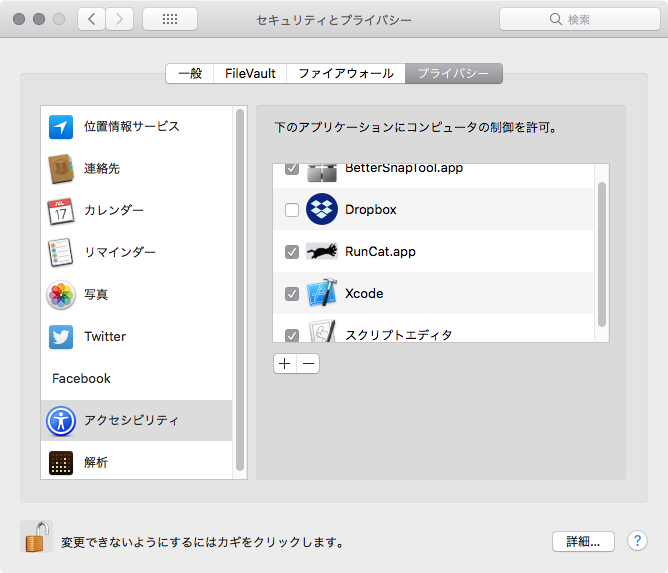 セキュリティとプライバシー
検索
一般 FileVault ファイアウォール プライバシー
位置情報サービス
連絡先
JUL
17
カレンダー
リマインダー
写真
Twitter
Facebook
アクセシビリティ
解析
下のアプリケーションにコンピュータの制御を許可。
BetterSnapTool.app
Dropbox
RunCat.app
Xcode
スクリプトエディタ
変更できないようにするにはカギをクリックします。
詳細...
?